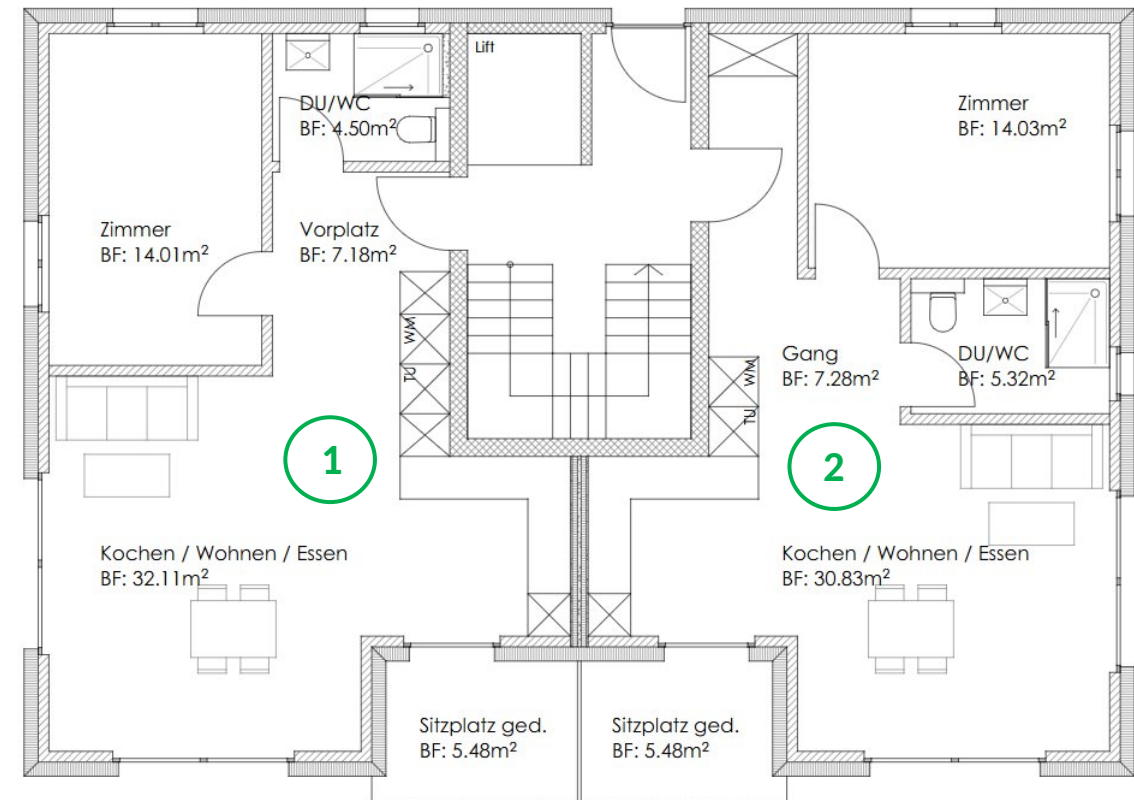 Lift
DU/WC
BF: 4.50m²
Zimmer
BF: 14.03m²
Zimmer
BF: 14.01m²
Vorplatz
BF: 7.18m²
WM
TU
Gang
BF: 7.28m²
DU/WC
BF: 5.32m²
WM
TU
1
2
Kochen / Wohnen / Essen
BF: 32.11m²
Kochen / Wohnen / Essen
BF: 30.83m²
Sitzplatz ged.
BF: 5.48m²
Sitzplatz ged.
BF: 5.48m²